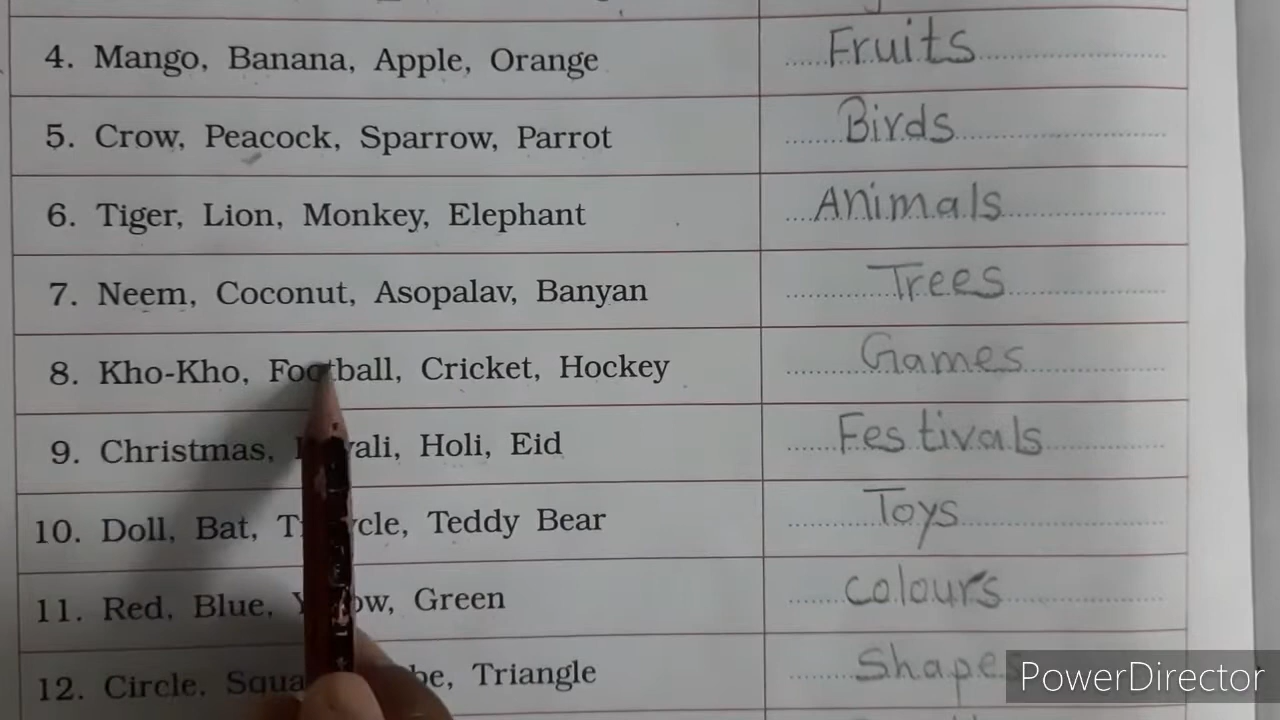 4. Mango, Banana, Apple, Orange Fruits
5. Crow, Peacock, Sparrow, Parrot Birds
6. Tiger, Lion, Monkey, Elephant Animals
7. Neem, Coconut, Asopalav, Banyan Trees
8. Kho-Kho, Football, Cricket, Hockey Games
9. Christmas, Holi, Eid Festivals
10. Doll, Bat, Teddy Bear Toys
11. Red, Blue, Green Colours
12. Circle, Triangle Shapes
PowerDirector